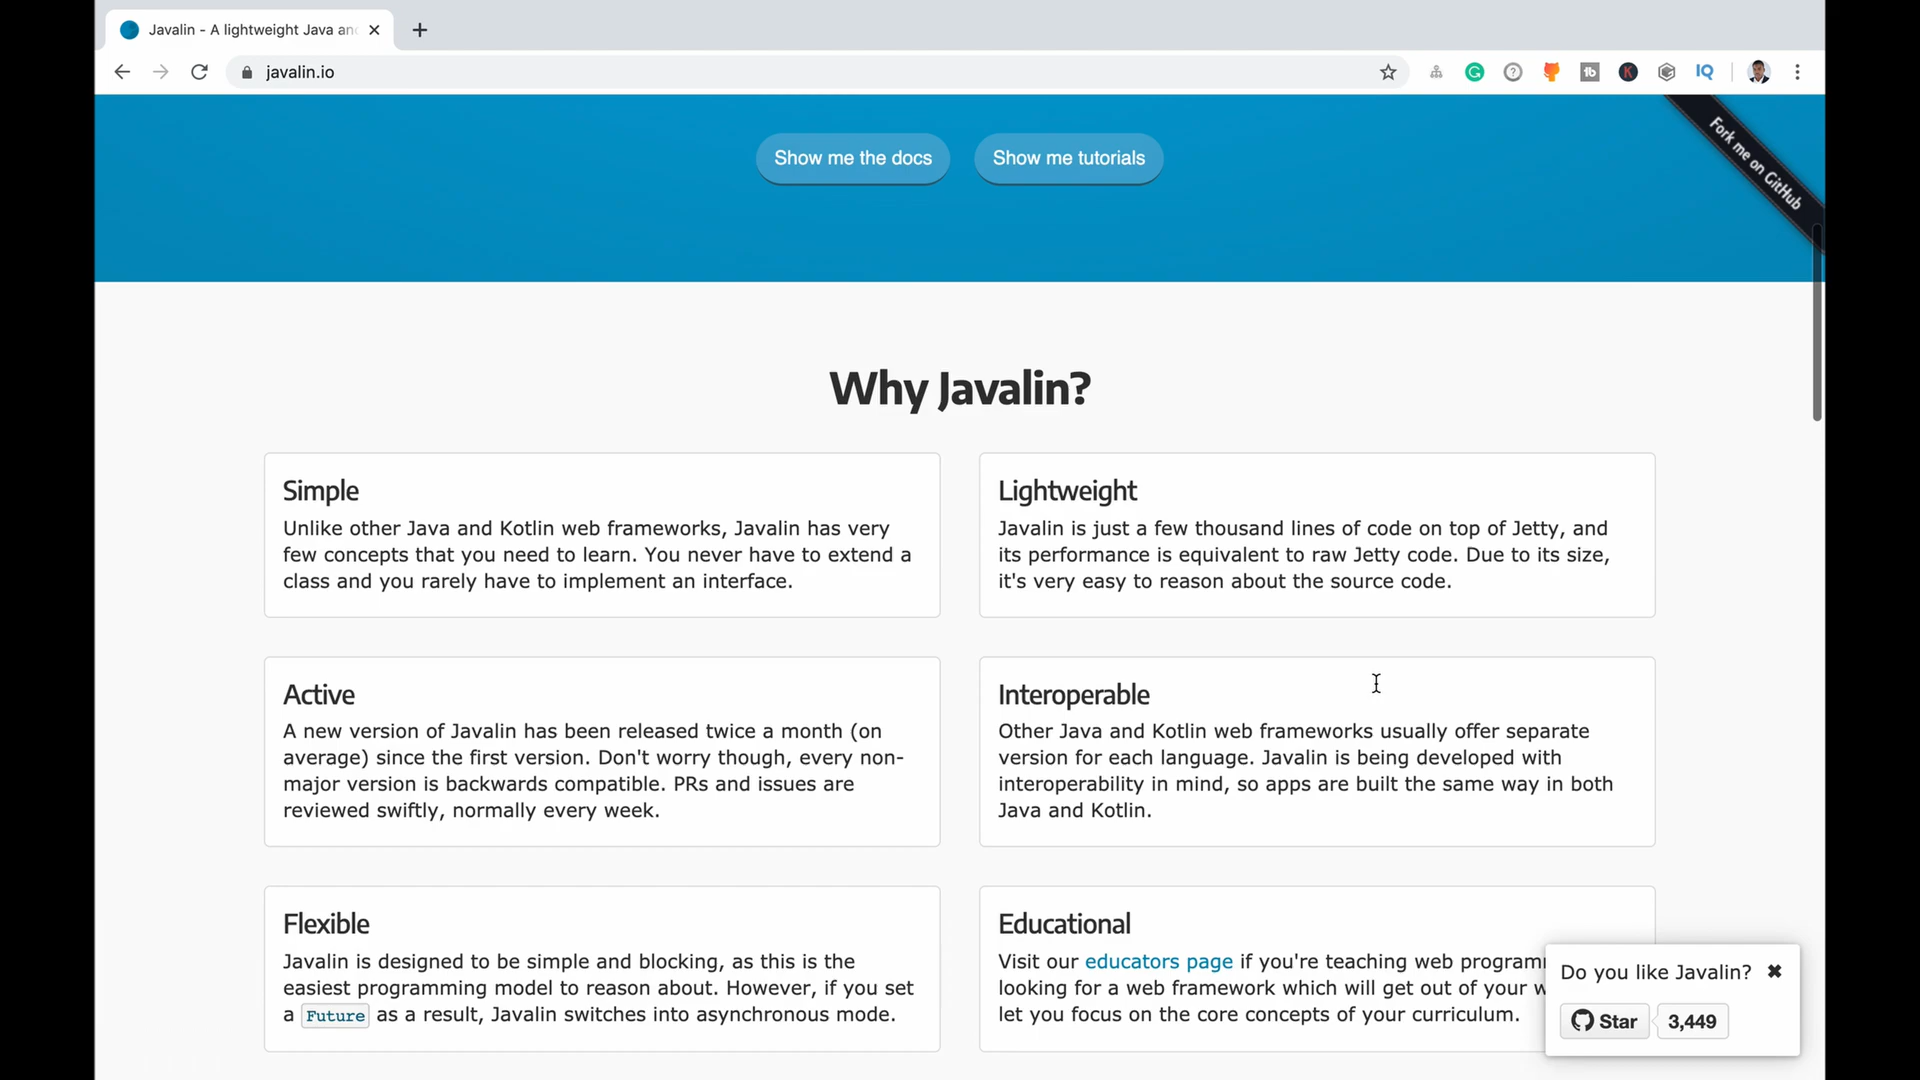 Javalin - A lightweight Java an
javalin.io
tb
K
IQ
Show me the docs
Show me tutorials
Fork me on GitHub
Why Javalin?
Simple
Unlike other Java and Kotlin web frameworks, Javalin has very
few concepts that you need to learn. You never have to extend a
class and you rarely have to implement an interface.
Lightweight
Javalin is just a few thousand lines of code on top of Jetty, and
its performance is equivalent to raw Jetty code. Due to its size,
it's very easy to reason about the source code.
Active
A new version of Javalin has been released twice a month (on
average) since the first version. Don't worry though, every non-
major version is backwards compatible. PRs and issues are
reviewed swiftly, normally every week.
Interoperable
Other Java and Kotlin web frameworks usually offer separate
version for each language. Javalin is being developed with
interoperability in mind, so apps are built the same way in both
Java and Kotlin.
Flexible
Javalin is designed to be simple and blocking, as this is the
easiest programming model to reason about. However, if you set
a Future as a result, Javalin switches into asynchronous mode.
Educational
Visit our educators page if you're teaching web program
looking for a web framework which will get out of your
let you focus on the core concepts of your curriculum.
Do you like Javalin?
Star 3,449